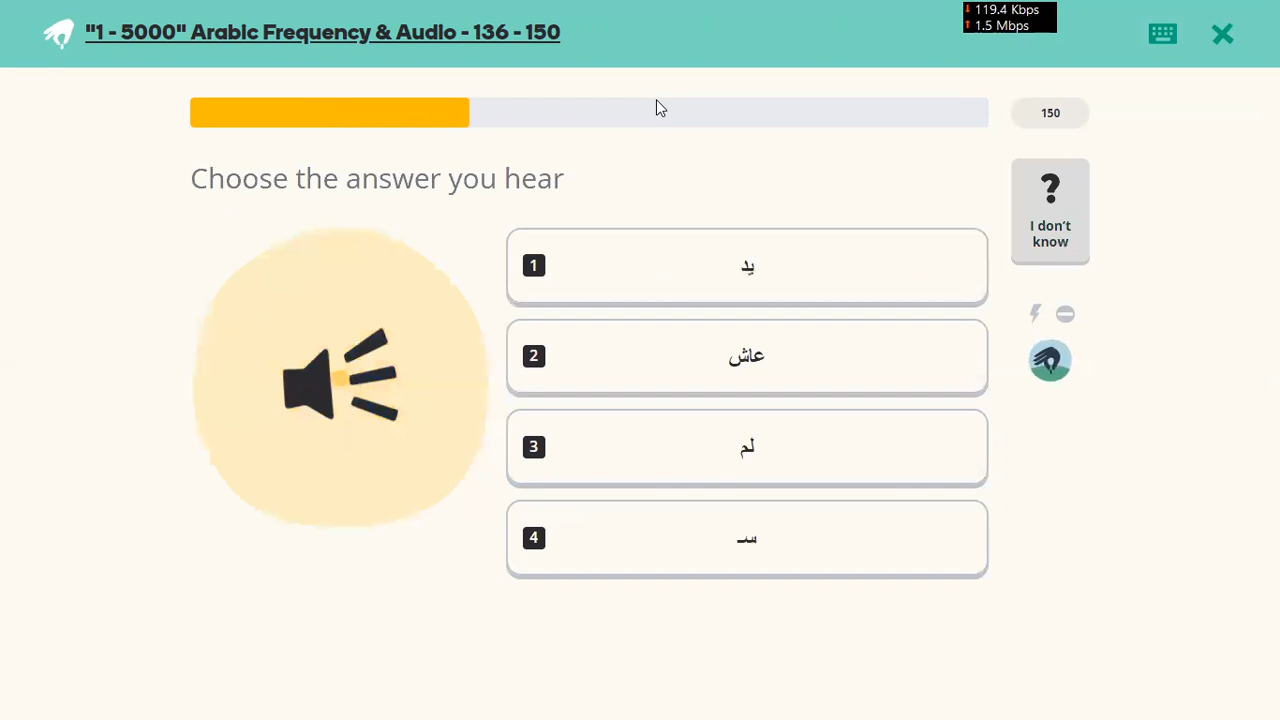 "1 - 5000" Arabic Frequency & Audio - 136 - 150
↓ 119.4 Kbps
↑ 1.5 Mbps
150
Choose the answer you hear
?
I don't
know
1 يد
2 عاش
3 لم
4 سـ